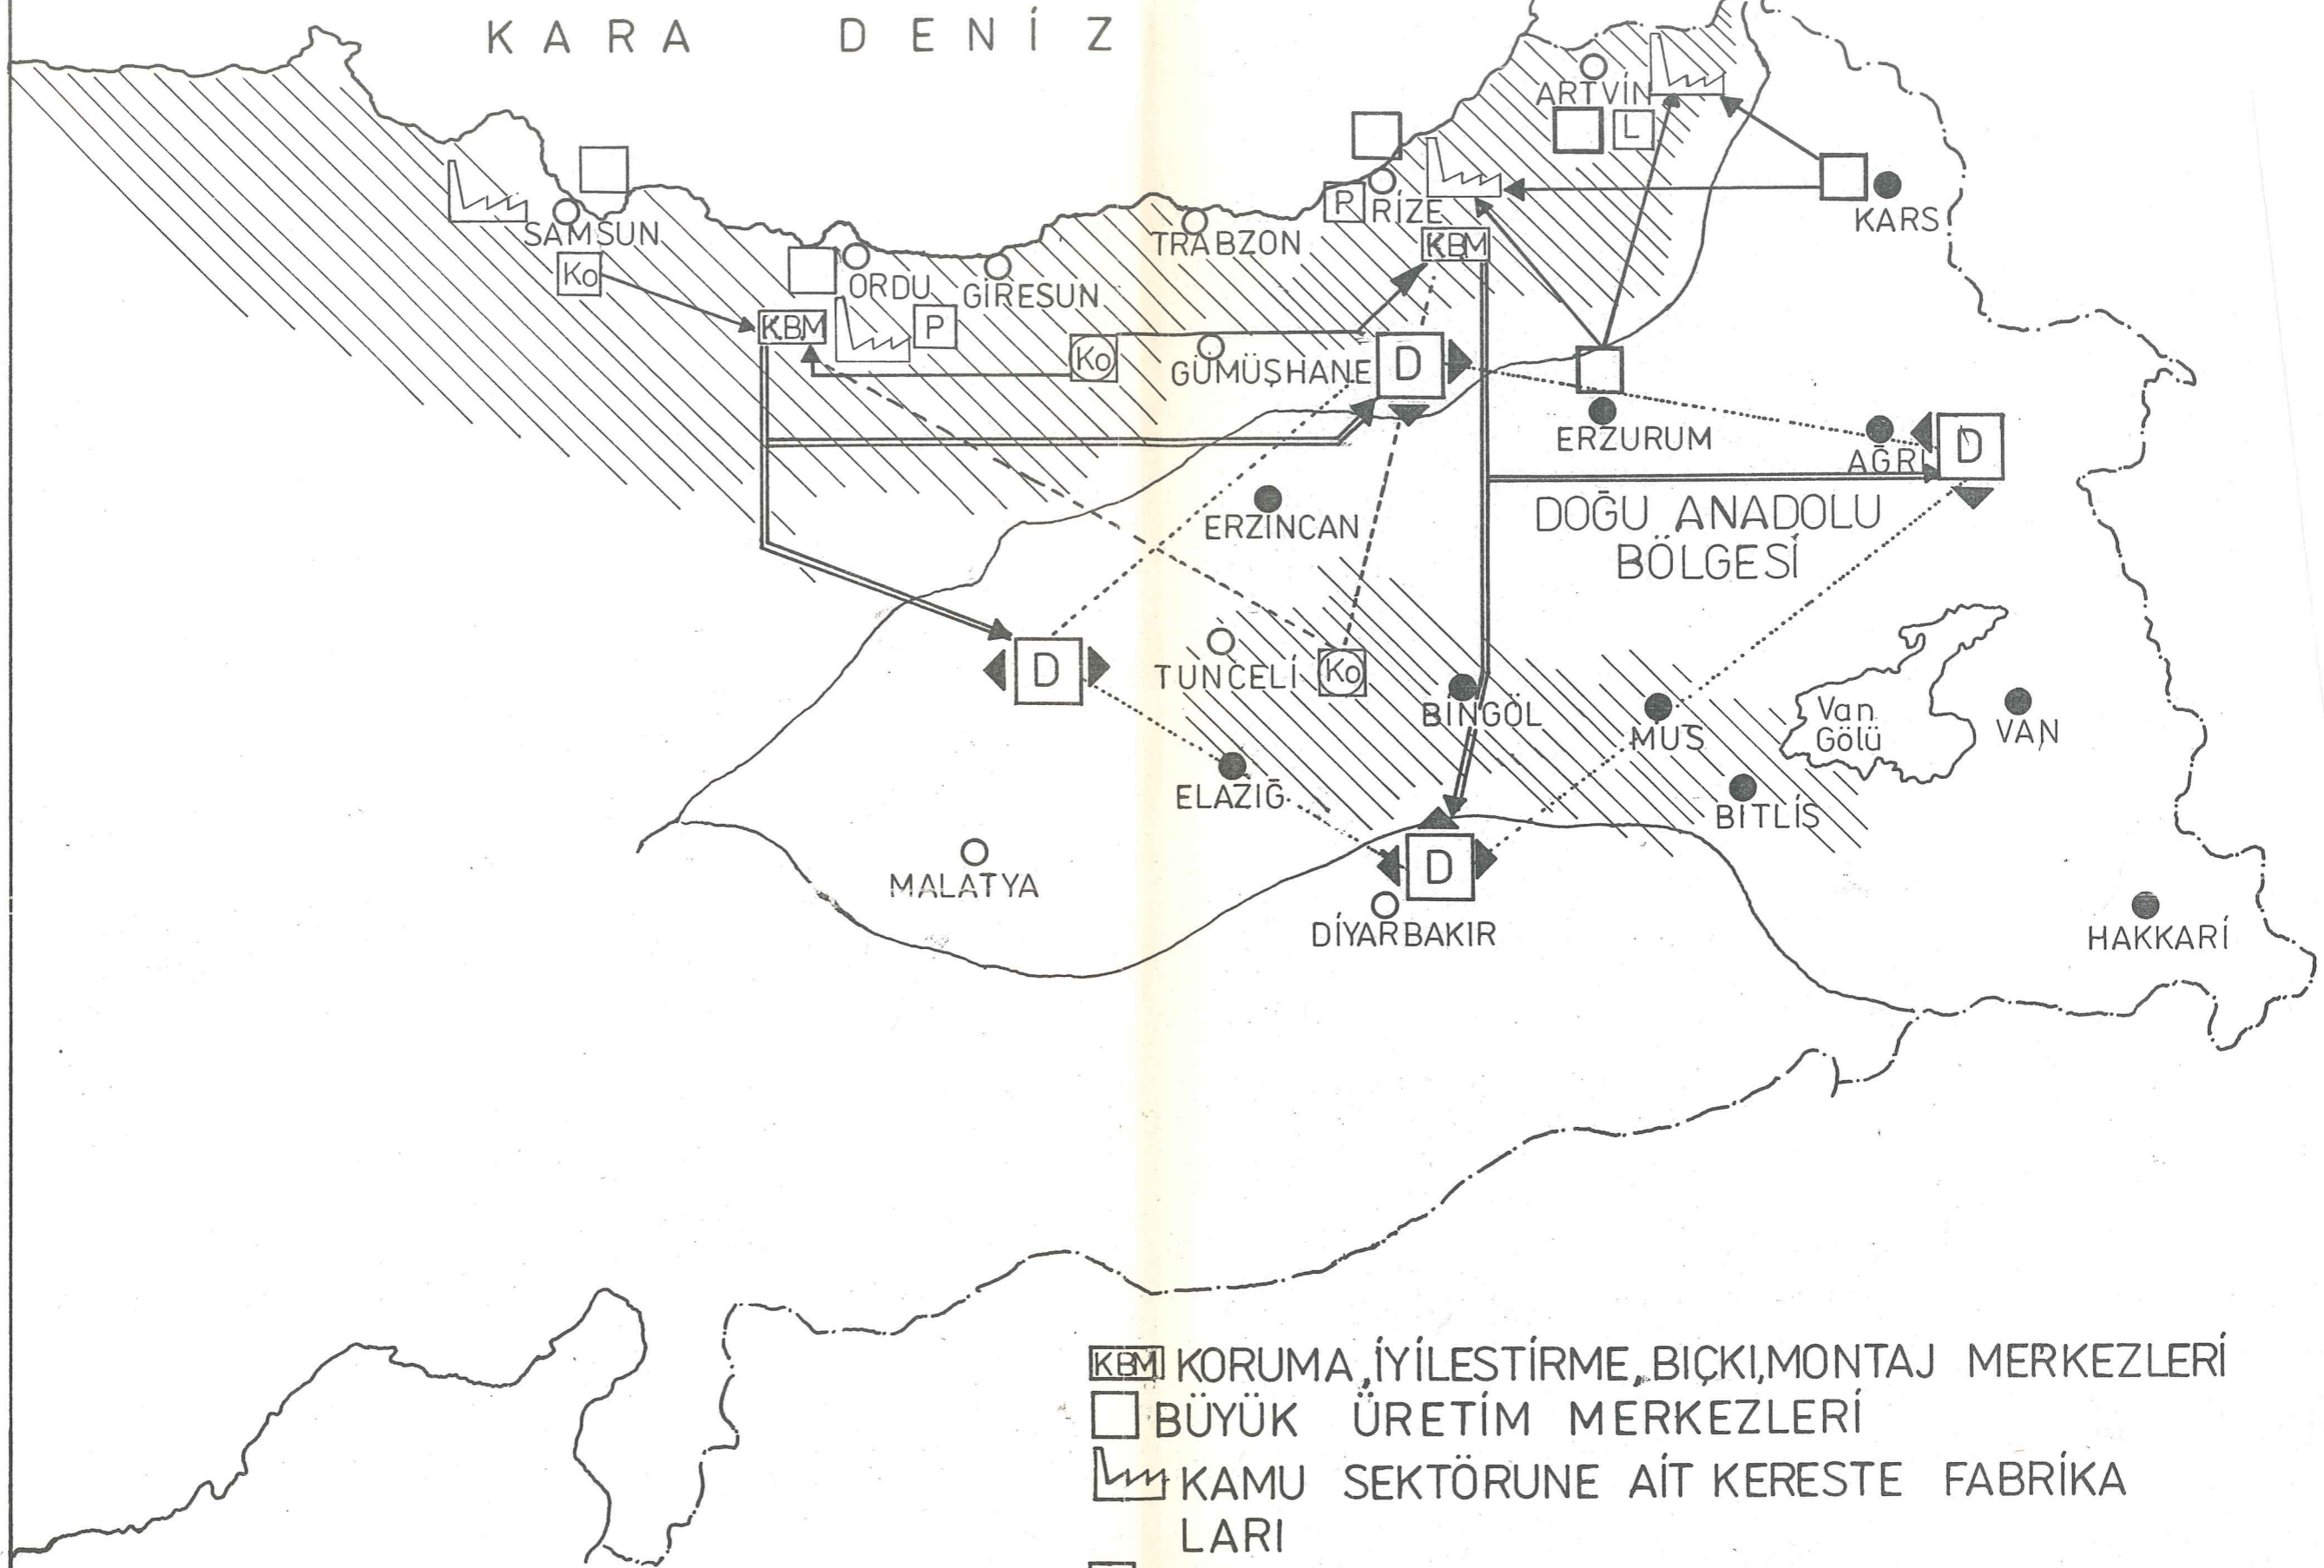 KARA DENİZ
ARTVİN
L
P
RİZE
KARS
SAMSUN
TRABZON
KBM
Ko
ORDU
GİRESUN
KBM
P
Ko
GÜMÜŞHANE
D
ERZURUM
AĞRI
D
ERZİNCAN
DOĞU ANADOLU
BÖLGESİ
D
TUNCELİ
Ko
BİNGÖL
MUS
Van
Gölü
VAN
ELAZIĞ
BİTLİS
MALATYA
D
DİYARBAKIR
HAKKARİ
KBM KORUMA,İYİLEŞTİRME,BIÇKI,MONTAJ MERKEZLERİ
BÜYÜK ÜRETİM MERKEZLERİ
KAMU SEKTÖRUNE AİT KERESTE FABRİKA
LARI